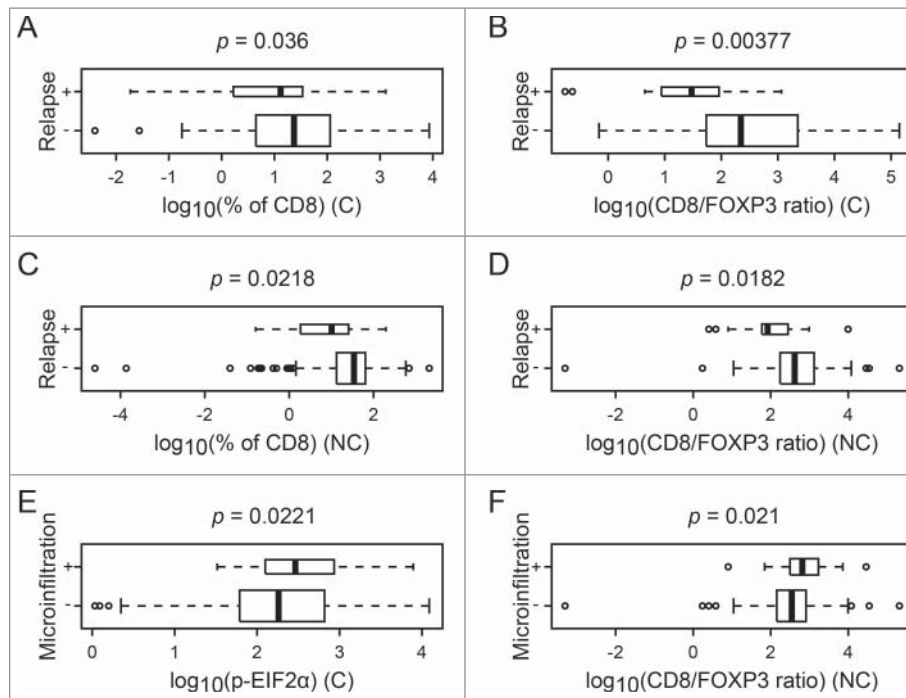 A
p = 0.036
Relapse
+
-
-2 -1 0 1 2 3 4
log10(% of CD8) (C)
B
p = 0.00377
Relapse
+
-
0 1 2 3 4 5
log10(CD8/FOXP3 ratio) (C)
C
p = 0.0218
Relapse
+
-
-4 -2 0 2
log10(% of CD8) (NC)
D
p = 0.0182
Relapse
+
-
-2 0 2 4
log10(CD8/FOXP3 ratio) (NC)
E
p = 0.0221
Microinfiltration
+
-
0 1 2 3 4
log10(p-EIF2α) (C)
F
p = 0.021
Microinfiltration
+
-
-2 0 2 4
log10(CD8/FOXP3 ratio) (NC)